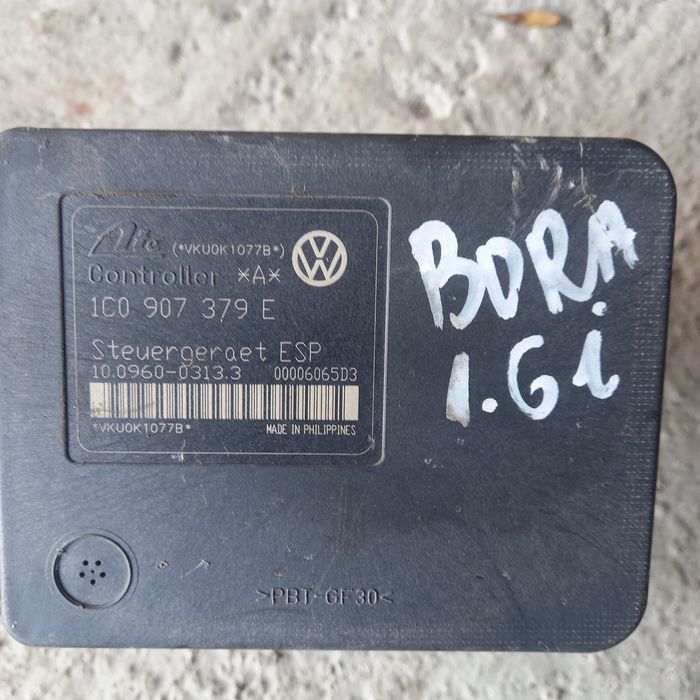 Ate (*VKU0K1077B*)
Controller *A*
1C0 907 379 E
Steuergeraet ESP
10.0960-0313.3 00006065D3
*VKU0K1077B* MADE IN PHILIPPINES
BORA
1.6i
>PBT-GF30<